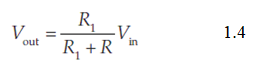 V_out = R_1 / (R_1 + R) V_in 1.4